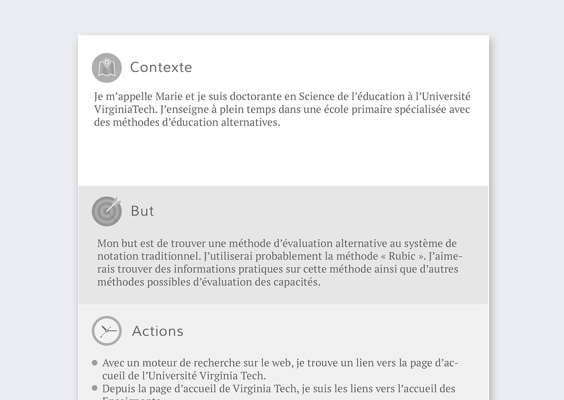 Contexte
Je m’appelle Marie et je suis doctorante en Science de l’éducation à l’Université
VirginiaTech. J’enseigne à plein temps dans une école primaire spécialisée avec
des méthodes d’éducation alternatives.
But
Mon but est de trouver une méthode d’évaluation alternative au système de
notation traditionnel. J’utiliserai probablement la méthode « Rubic ». J’aime-
rais trouver des informations pratiques sur cette méthode ainsi que d’autres
méthodes possibles d’évaluation des capacités.
Actions
Avec un moteur de recherche sur le web, je trouve un lien vers la page d’ac-
cueil de l’Université Virginia Tech.
Depuis la page d’accueil de Virginia Tech, je suis les liens vers l’accueil des